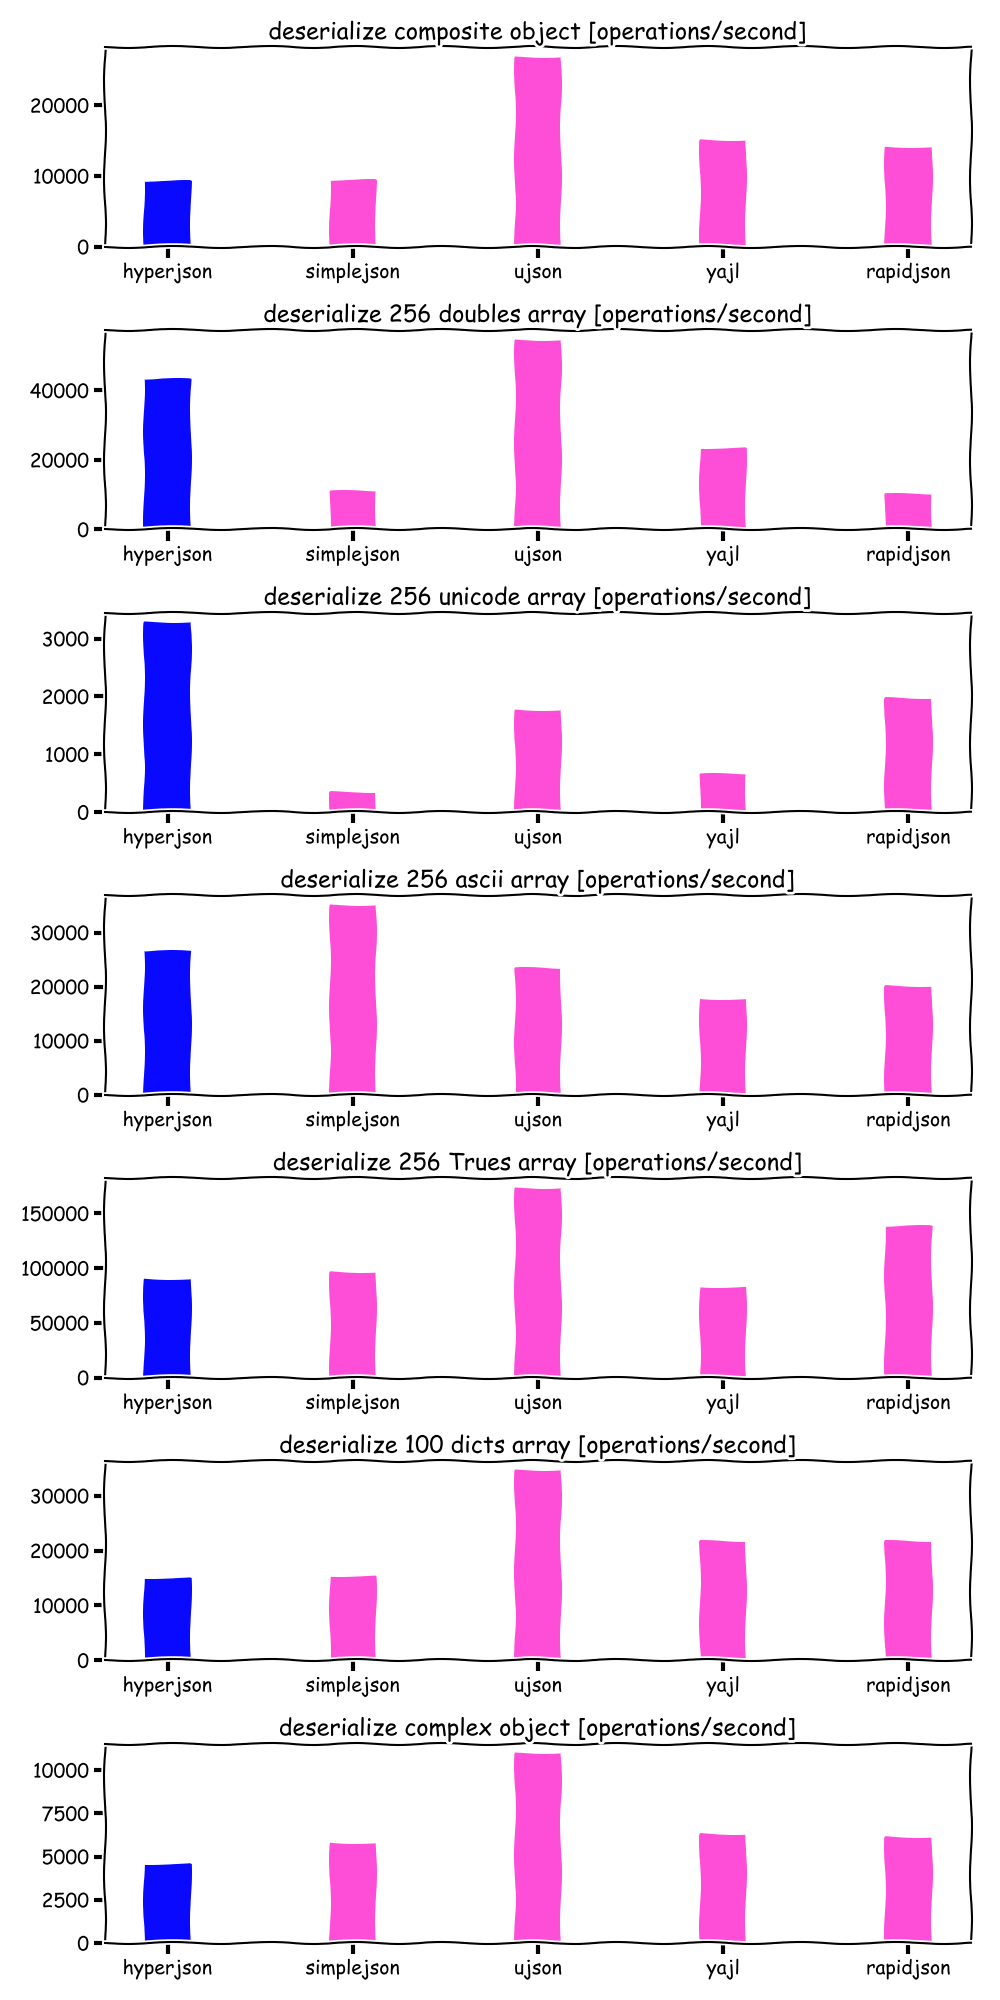 deserialize composite object [operations/second]
20000
10000
0
hyperjson simplejson ujson yajl rapidjson
deserialize 256 doubles array [operations/second]
40000
20000
0
hyperjson simplejson ujson yajl rapidjson
deserialize 256 unicode array [operations/second]
3000
2000
1000
0
hyperjson simplejson ujson yajl rapidjson
deserialize 256 ascii array [operations/second]
30000
20000
10000
0
hyperjson simplejson ujson yajl rapidjson
deserialize 256 Trues array [operations/second]
150000
100000
50000
0
hyperjson simplejson ujson yajl rapidjson
deserialize 100 dicts array [operations/second]
30000
20000
10000
0
hyperjson simplejson ujson yajl rapidjson
deserialize complex object [operations/second]
10000
7500
5000
2500
0
hyperjson simplejson ujson yajl rapidjson